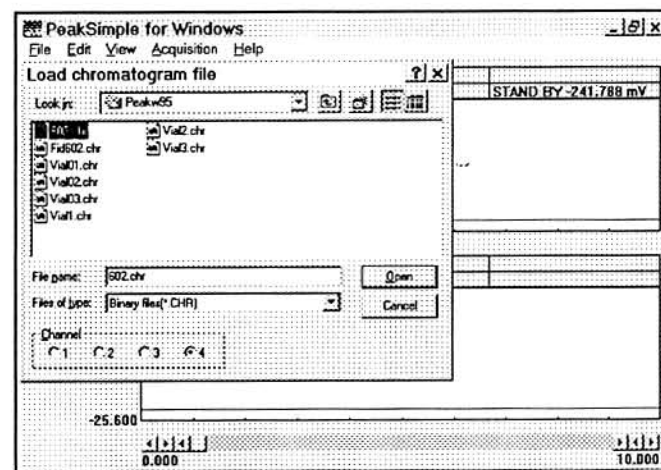 PeakSimple for Windows
File Edit View Acquisition Help
Load chromatogram file
STAND BY -241.788 mV
Look in: Peakw95
Fid602.chr
Vial01.chr
Vial02.chr
Vial03.chr
Vial1.chr
Vial2.chr
Vial3.chr
File name: 602.chr
Open
Files of type: Binary files(*.CHR)
Cancel
Channel
1 2 3 4
-25.600
0.000 10.000